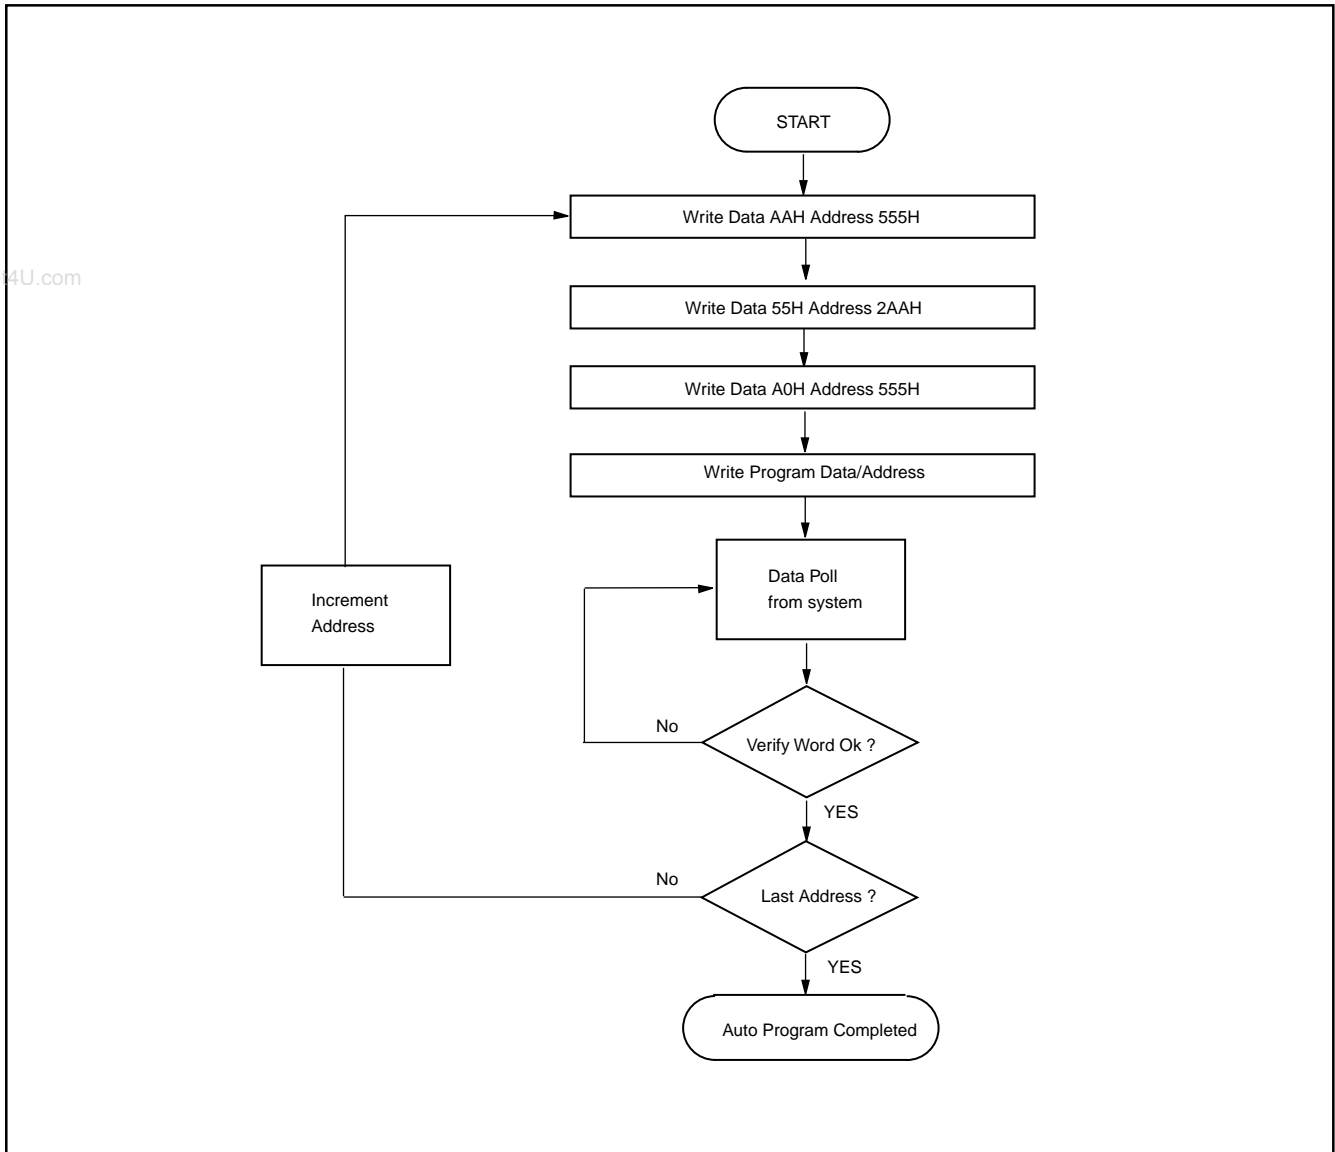 START
Write Data AAH Address 555H
t4U.com
Write Data 55H Address 2AAH
Write Data A0H Address 555H
Write Program Data/Address
Data Poll
from system
Increment
Address
No
Verify Word Ok ?
YES
No
Last Address ?
YES
Auto Program Completed